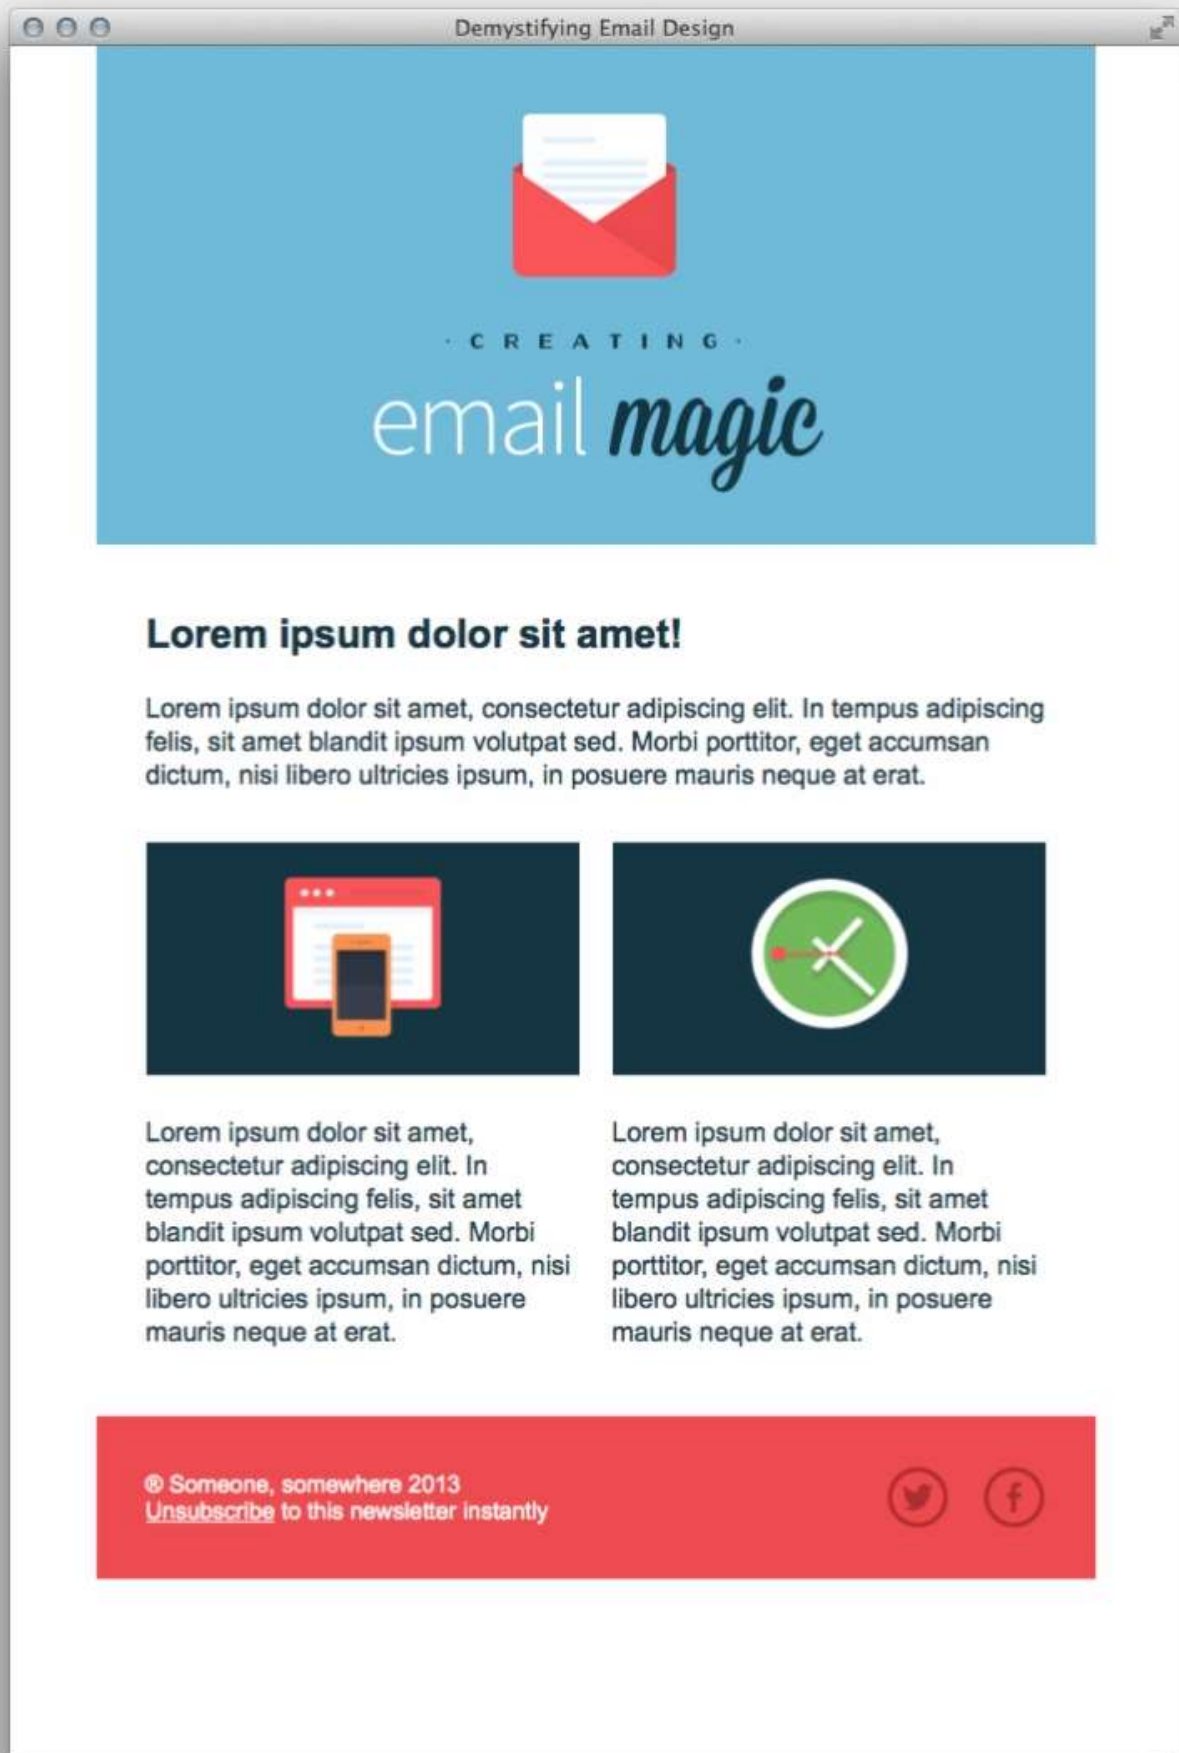 Demystifying Email Design
· C R E A T I N G ·
email magic
Lorem ipsum dolor sit amet!
Lorem ipsum dolor sit amet, consectetur adipiscing elit. In tempus adipiscing
felis, sit amet blandit ipsum volutpat sed. Morbi porttitor, eget accumsan
dictum, nisi libero ultricies ipsum, in posuere mauris neque at erat.
Lorem ipsum dolor sit amet,
consectetur adipiscing elit. In
tempus adipiscing felis, sit amet
blandit ipsum volutpat sed. Morbi
porttitor, eget accumsan dictum, nisi
libero ultricies ipsum, in posuere
mauris neque at erat.
Lorem ipsum dolor sit amet,
consectetur adipiscing elit. In
tempus adipiscing felis, sit amet
blandit ipsum volutpat sed. Morbi
porttitor, eget accumsan dictum, nisi
libero ultricies ipsum, in posuere
mauris neque at erat.
® Someone, somewhere 2013
Unsubscribe to this newsletter instantly